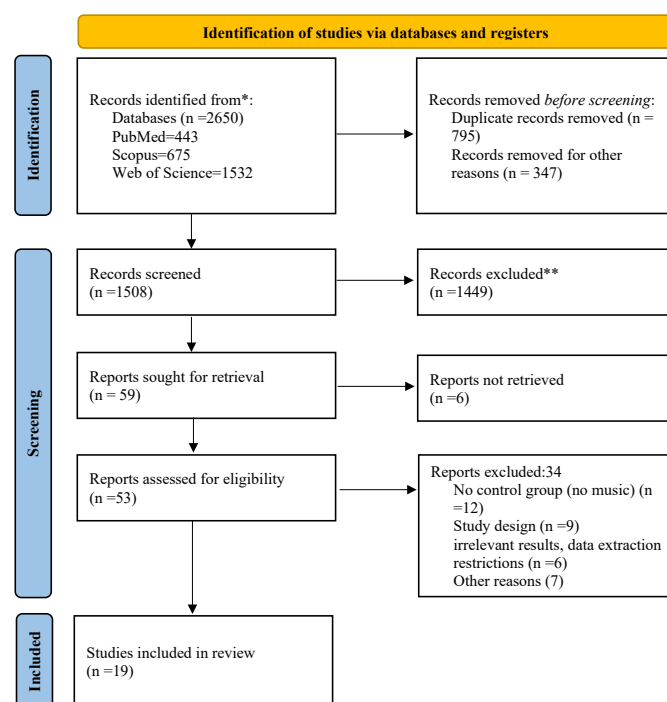 Identification of studies via databases and registers
Identification
Records identified from*:
Databases (n =2650)
PubMed=443
Scopus=675
Web of Science=1532
Records removed before screening:
Duplicate records removed (n =
795)
Records removed for other
reasons (n = 347)
Screening
Records screened
(n =1508)
Records excluded**
(n =1449)
Reports sought for retrieval
(n = 59)
Reports not retrieved
(n =6)
Reports assessed for eligibility
(n =53)
Reports excluded:34
No control group (no music) (n
=12)
Study design (n =9)
irrelevant results, data extraction
restrictions (n =6)
Other reasons (7)
Included
Studies included in review
(n =19)